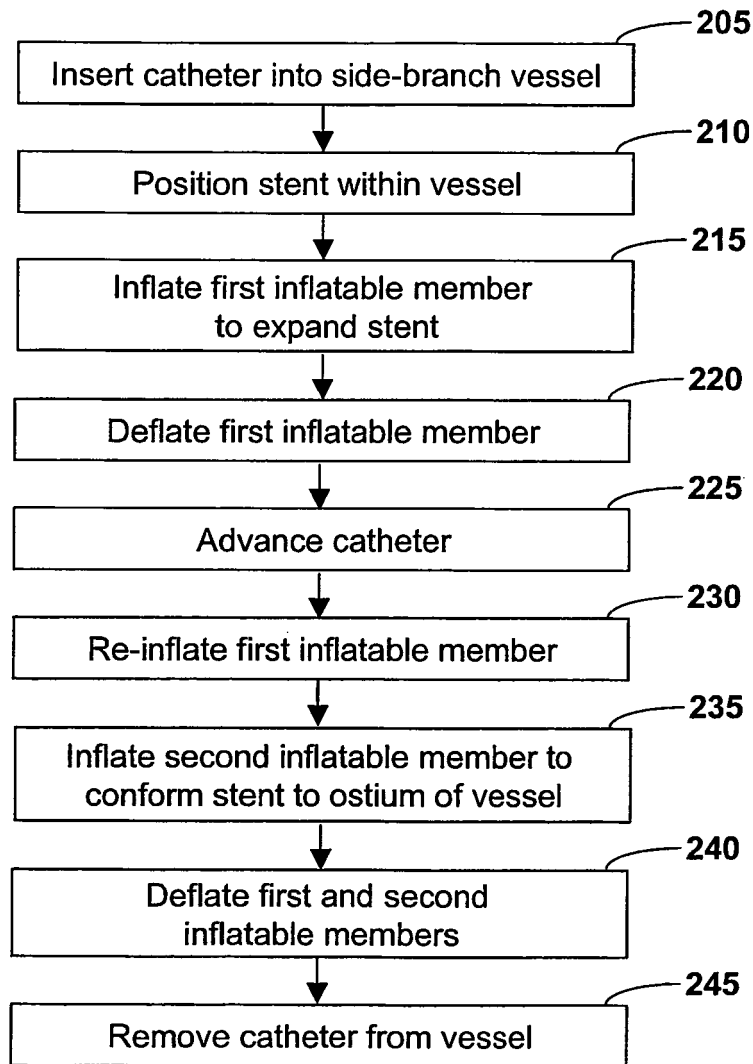 205
Insert catheter into side-branch vessel
210
Position stent within vessel
215
Inflate first inflatable member
to expand stent
220
Deflate first inflatable member
225
Advance catheter
230
Re-inflate first inflatable member
235
Inflate second inflatable member to
conform stent to ostium of vessel
240
Deflate first and second
inflatable members
245
Remove catheter from vessel